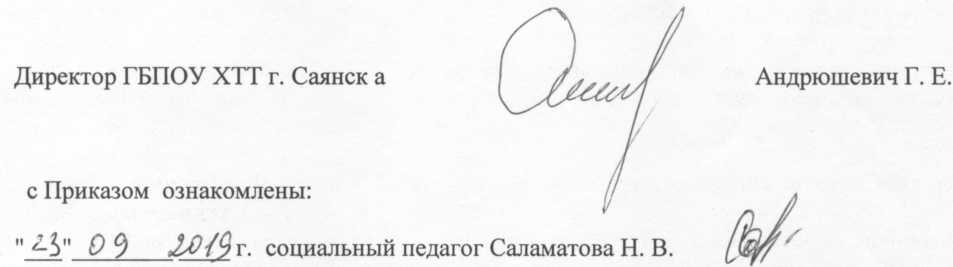 Директор ГБПОУ ХТТ г. Саянск а Андрюшевич Г. Е.
с Приказом ознакомлены:
"23" 09 2019 г. социальный педагог Саламатова Н. В.